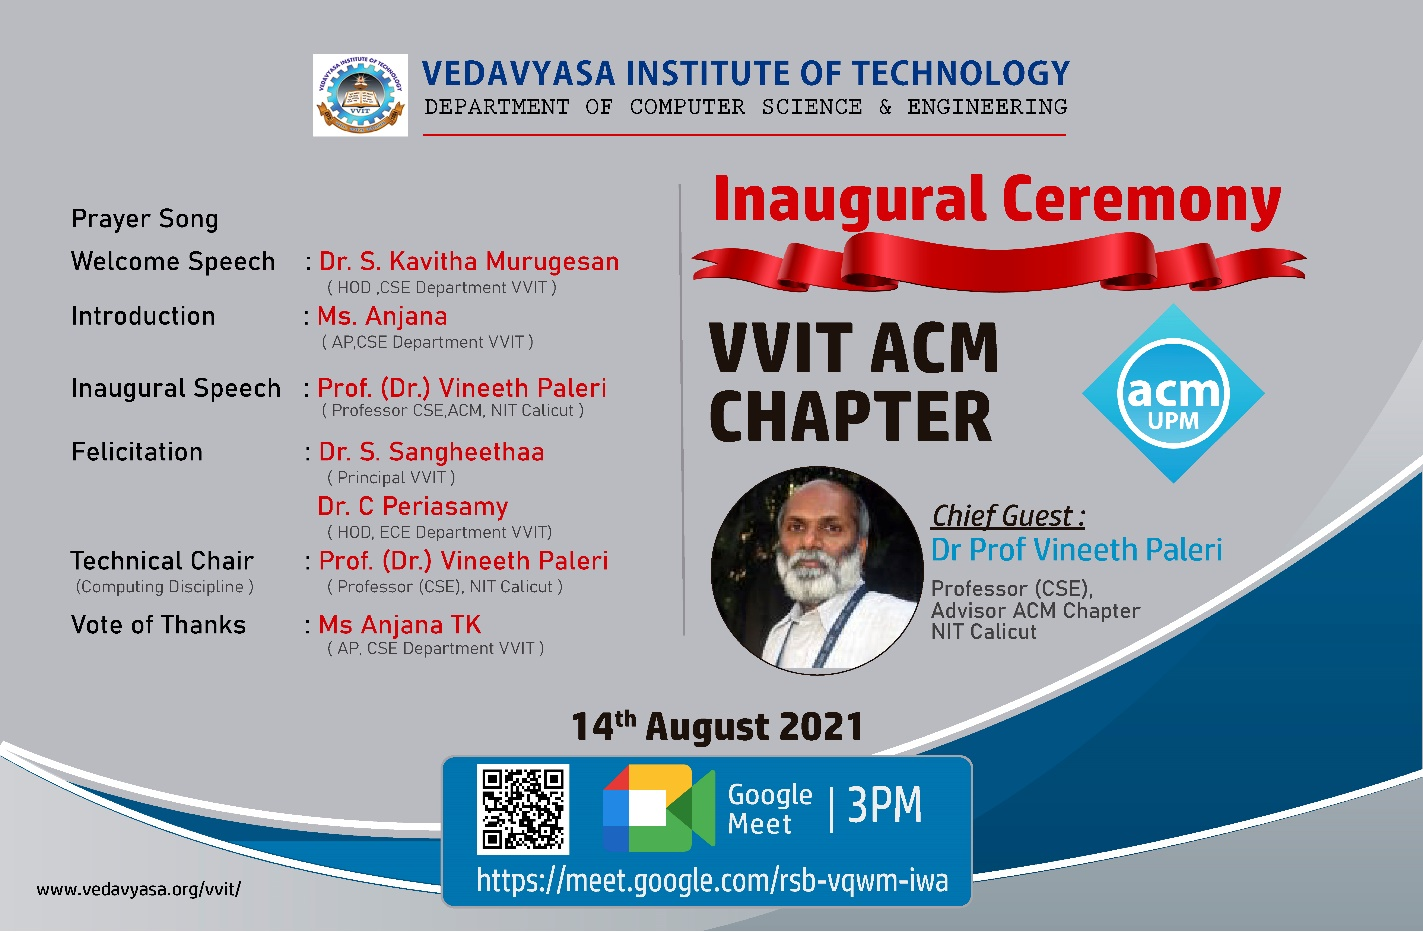 VEDAVYASA INSTITUTE OF TECHNOLOGY
VVIT
VEDAVYASA INSTITUTE OF TECHNOLOGY
DEPARTMENT OF COMPUTER SCIENCE & ENGINEERING
Prayer Song
Welcome Speech : Dr. S. Kavitha Murugesan
( HOD ,CSE Department VVIT )
Introduction : Ms. Anjana
( AP,CSE Department VVIT )
Inaugural Speech : Prof. (Dr.) Vineeth Paleri
( Professor CSE,ACM, NIT Calicut )
Felicitation : Dr. S. Sangheethaa
( Principal VVIT )
Dr. C Periasamy
( HOD, ECE Department VVIT)
Technical Chair : Prof. (Dr.) Vineeth Paleri
(Computing Discipline ) ( Professor (CSE), NIT Calicut )
Vote of Thanks : Ms Anjana TK
( AP, CSE Department VVIT )
Inaugural Ceremony
VVIT ACM
CHAPTER
acm
UPM
Chief Guest :
Dr Prof Vineeth Paleri
Professor (CSE),
Advisor ACM Chapter
NIT Calicut
14th August 2021
Google
Meet
| 3PM
https://meet.google.com/rsb-vqwm-iwa
www.vedavyasa.org/vvit/